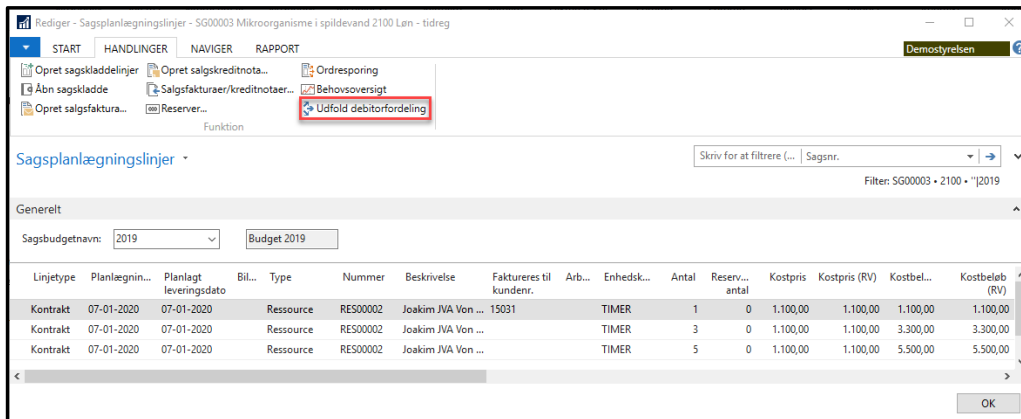 Rediger - Sagsplanlægningslinjer - SG00003 Mikroorganisme i spildevand 2100 Løn - tidreg
START HANDLINGER NAVIGER RAPPORT Demostyrelsen
Opret sagskladdelinjer Opret salgskreditnota... Ordresporing
Åbn sagskladde Salgsfakturaer/kreditnotaer... Behovsoversigt
Opret salgsfaktura... Reserver... Udfold debitorfordeling
Funktion
Sagsplanlægningslinjer Skriv for at filtrere (... Sagsnr.
Filter: SG00003 • 2100 • ''|2019
Generelt
Sagsbudgetnavn: 2019 Budget 2019
Linjetype Planlægnin... Planlagt leveringsdato Bil... Type Nummer Beskrivelse Faktureres til kundenr. Arb... Enhedsk... Antal Reserv... antal Kostpris Kostpris (RV) Kostbel... Kostbeløb (RV)
Kontrakt 07-01-2020 07-01-2020 Ressource RES00002 Joakim JVA Von ... 15031 TIMER 1 0 1.100,00 1.100,00 1.100,00 1.100,00
Kontrakt 07-01-2020 07-01-2020 Ressource RES00002 Joakim JVA Von ... TIMER 3 0 1.100,00 1.100,00 3.300,00 3.300,00
Kontrakt 07-01-2020 07-01-2020 Ressource RES00002 Joakim JVA Von ... TIMER 5 0 1.100,00 1.100,00 5.500,00 5.500,00
OK